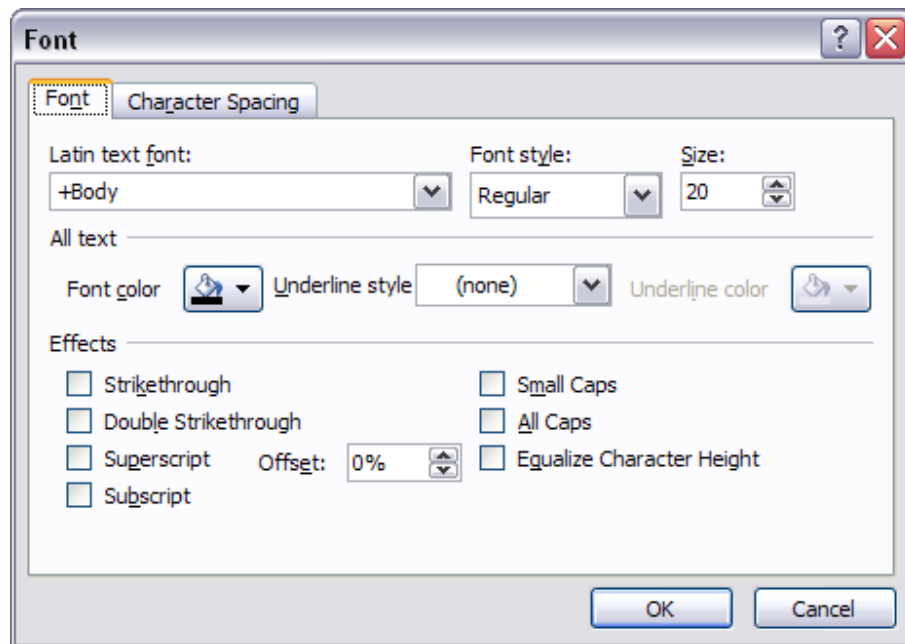 Font
Font Character Spacing
Latin text font: Font style: Size:
+Body Regular 20
All text
Font color Underline style (none) Underline color
Effects
Strikethrough Small Caps
Double Strikethrough All Caps
Superscript Offset: 0% Equalize Character Height
Subscript
OK Cancel